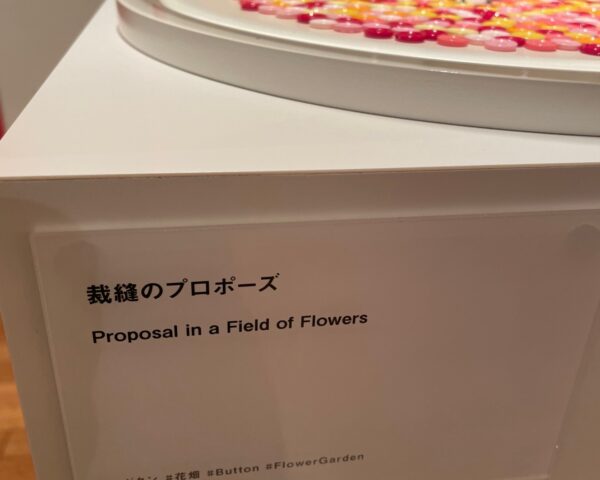 裁縫のプロポーズ
Proposal in a Field of Flowers
#花畑 #Button #FlowerGarden